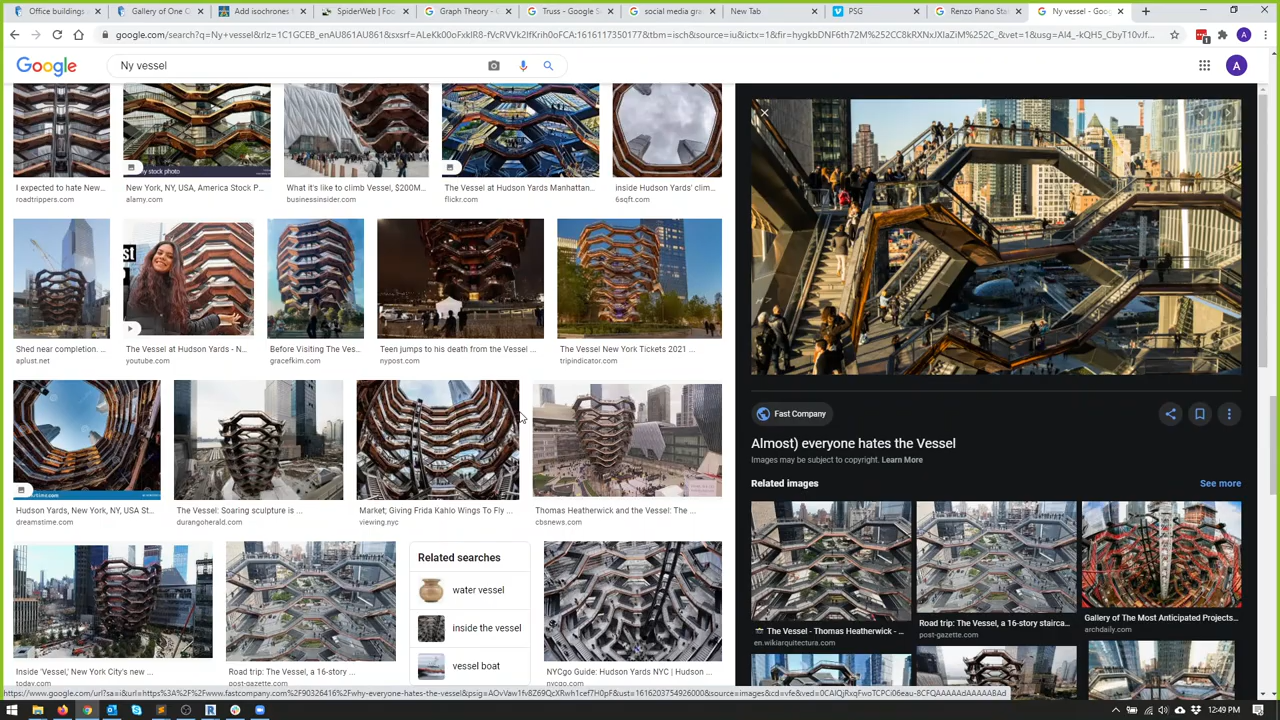 Office buildings
Gallery of One C
Add isochrones t
SpiderWeb | Foo
Graph Theory - G
Truss - Google S
social media gra
New Tab
PSG
Renzo Piano Sta
Ny vessel - Goog
Google
Ny vessel
A
I expected to hate New...
roadtrippers.com
New York, NY, USA, America Stock P...
alamy.com
What it's like to climb Vessel, $200M...
businessinsider.com
The Vessel at Hudson Yards Manhattan...
flickr.com
inside Hudson Yards' clim...
6sqft.com
Shed near completion. ...
aplust.net
The Vessel at Hudson Yards - N...
youtube.com
Before Visiting The Ves...
gracefkim.com
Teen jumps to his death from the Vessel ...
nypost.com
The Vessel New York Tickets 2021 ...
tripindicator.com
Hudson Yards, New York, NY, USA St...
dreamstime.com
The Vessel: Soaring sculpture is ...
durangoherald.com
Market; Giving Frida Kahlo Wings To Fly ...
viewing.nyc
Thomas Heatherwick and the Vessel: The ...
cbsnews.com
Inside 'Vessel,' New York City's new ...
today.com
Road trip: The Vessel, a 16-story ...
post-gazette.com
Related searches
water vessel
inside the vessel
vessel boat
NYCgo Guide: Hudson Yards NYC | Hudson ...
nycgo.com
Fast Company
Almost) everyone hates the Vessel
Images may be subject to copyright. Learn More
Related images
See more
The Vessel - Thomas Heatherwick - ...
en.wikiarquitectura.com
Road trip: The Vessel, a 16-story stairca...
post-gazette.com
Gallery of The Most Anticipated Projects...
archdaily.com
12:49 PM